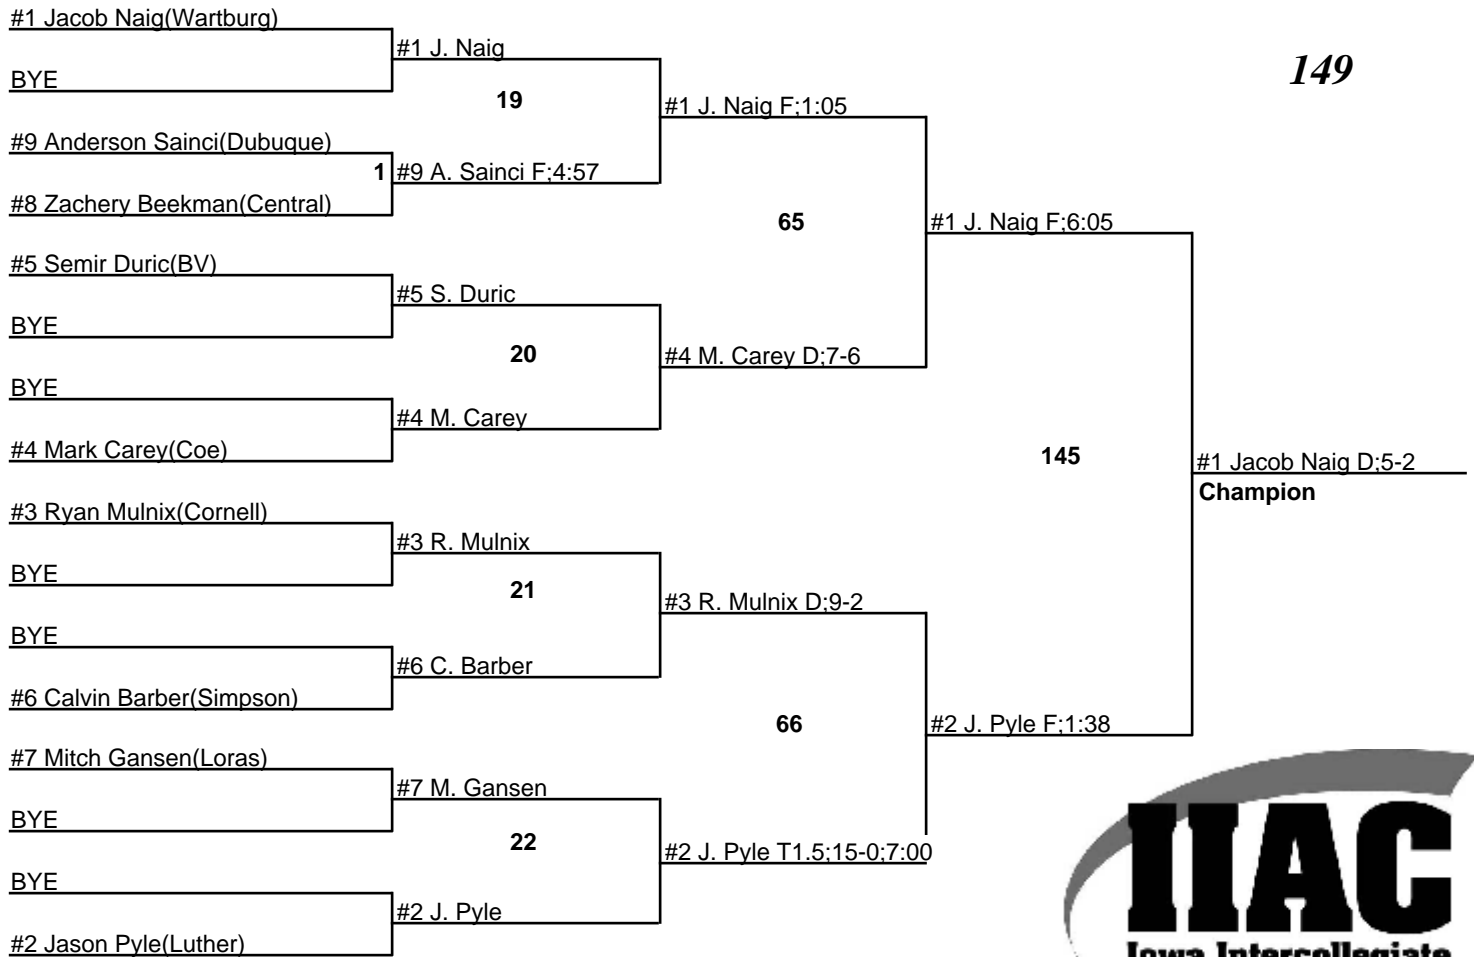 #1 Jacob Naig(Wartburg)
#1 J. Naig
BYE
149
19
#1 J. Naig F;1:05
#9 Anderson Sainci(Dubuque)
1
#9 A. Sainci F;4:57
#8 Zachery Beekman(Central)
65
#1 J. Naig F;6:05
#5 Semir Duric(BV)
#5 S. Duric
BYE
20
#4 M. Carey D;7-6
BYE
#4 M. Carey
#4 Mark Carey(Coe)
145
#1 Jacob Naig D;5-2
Champion
#3 Ryan Mulnix(Cornell)
#3 R. Mulnix
BYE
21
#3 R. Mulnix D;9-2
BYE
#6 C. Barber
#6 Calvin Barber(Simpson)
66
#2 J. Pyle F;1:38
#7 Mitch Gansen(Loras)
#7 M. Gansen
BYE
22
#2 J. Pyle T1.5;15-0;7:00
BYE
#2 J. Pyle
#2 Jason Pyle(Luther)
IIAC
Iowa Intercollegiate